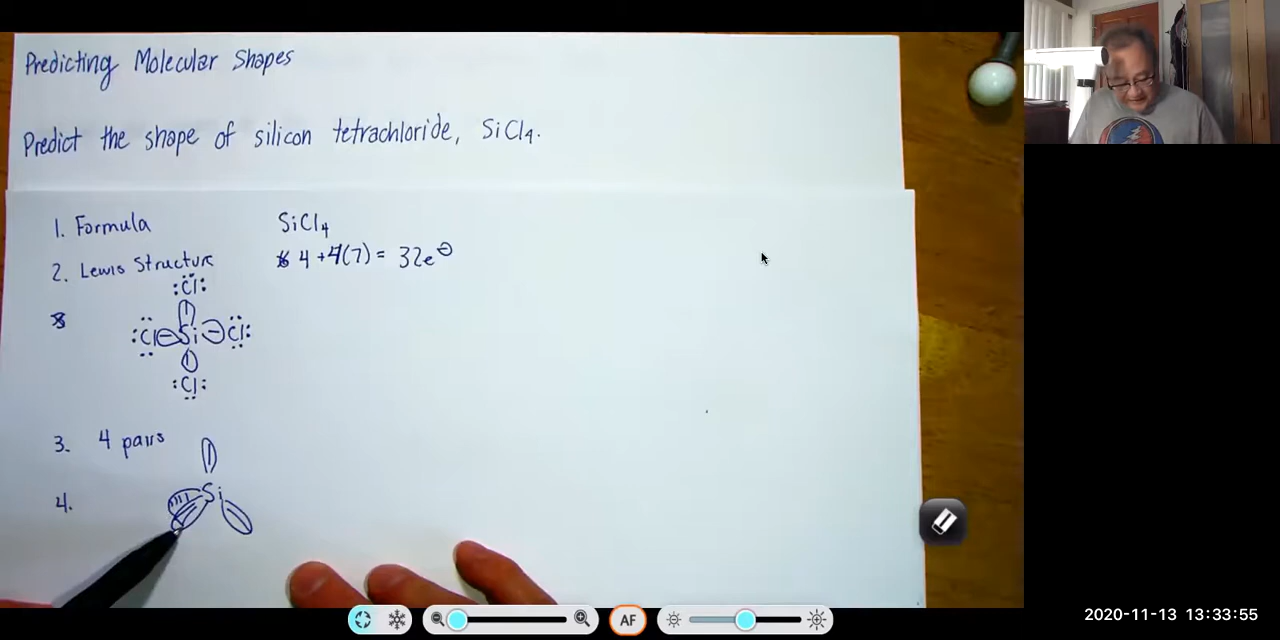 Predicting Molecular Shapes
Predict the shape of silicon tetrachloride, SiCl4.
1. Formula SiCl4
2. Lewis Structure 4 + 4(7) = 32e⊖
:Cl:
:Cl Si Cl:
:Cl:
3. 4 pairs
4. Si
AF
2020-11-13 13:33:55